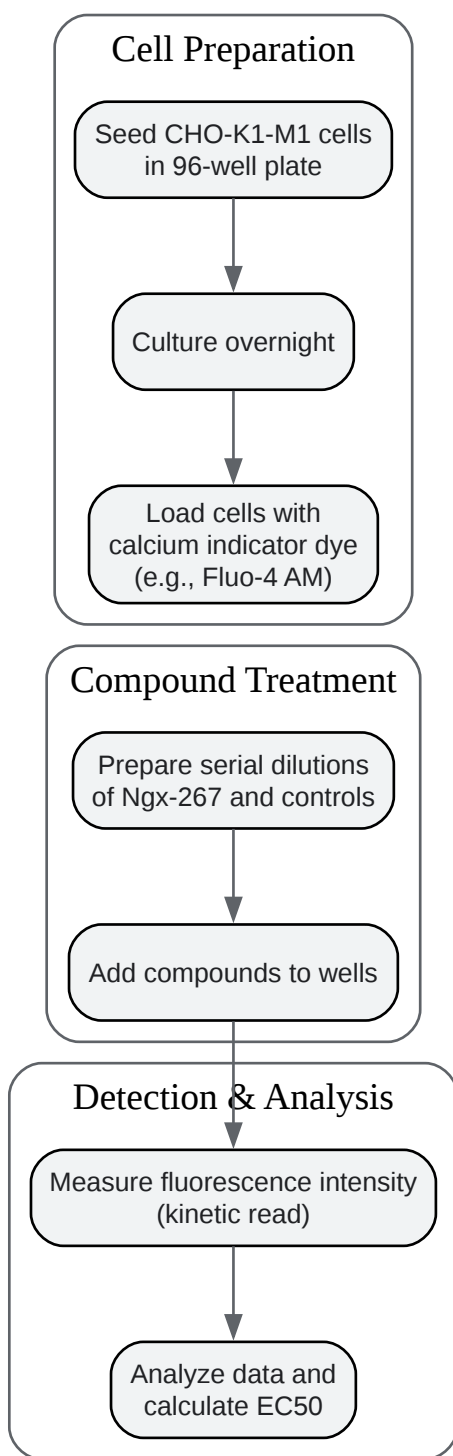 Cell Preparation
Seed CHO-K1-M1 cells
in 96-well plate
Culture overnight
Load cells with
calcium indicator dye
(e.g., Fluo-4 AM)
Compound Treatment
Prepare serial dilutions
of Ngx-267 and controls
Add compounds to wells
Detection & Analysis
Measure fluorescence intensity
(kinetic read)
Analyze data and
calculate EC50